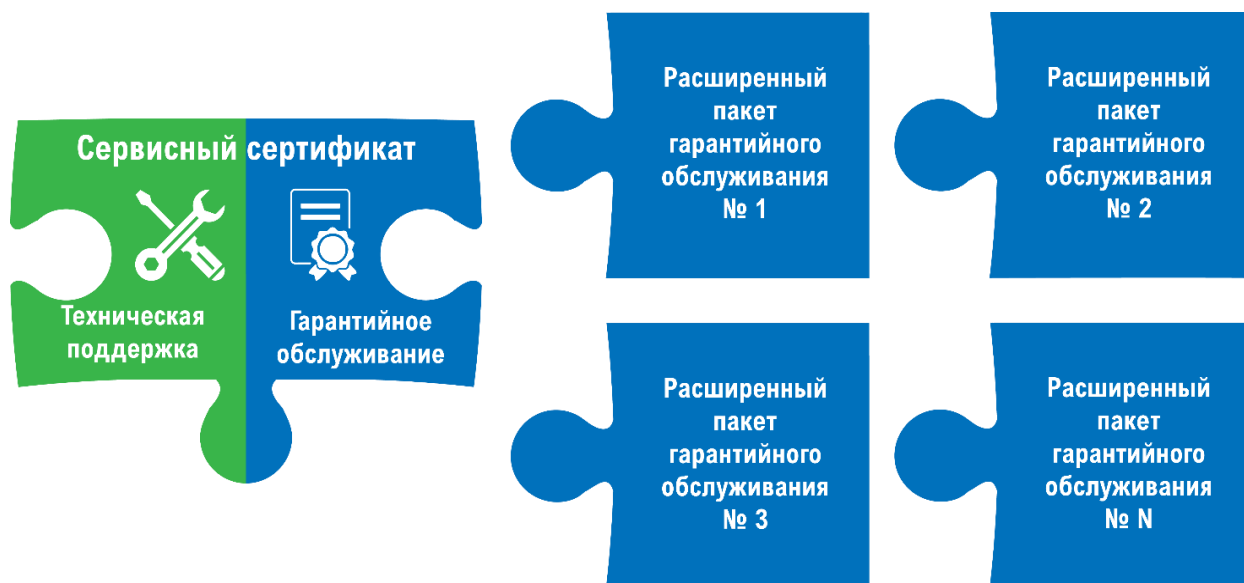 Сервисный сертификат
Техническая
поддержка
Гарантийное
обслуживание
Расширенный
пакет
гарантийного
обслуживания
№ 1
Расширенный
пакет
гарантийного
обслуживания
№ 2
Расширенный
пакет
гарантийного
обслуживания
№ 3
Расширенный
пакет
гарантийного
обслуживания
№ N